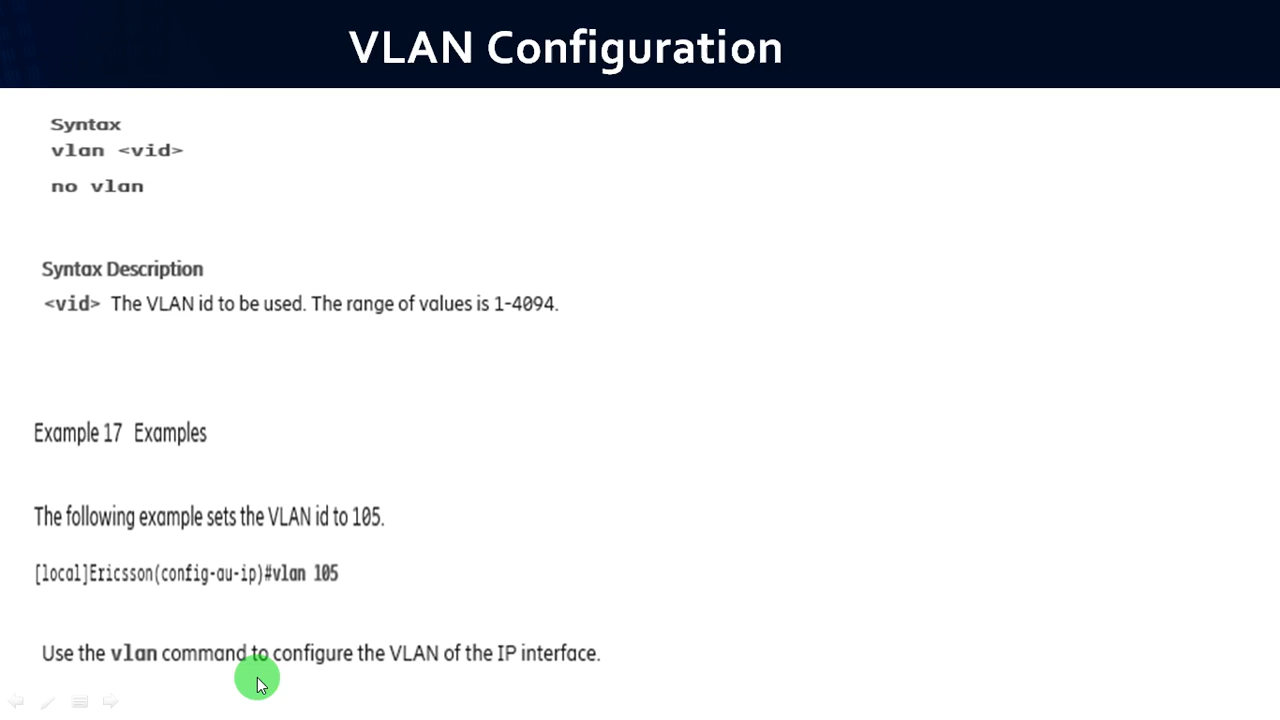 VLAN Configuration
Syntax
vlan <vid>
no vlan
Syntax Description
<vid> The VLAN id to be used. The range of values is 1-4094.
Example 17 Examples
The following example sets the VLAN id to 105.
[local]Ericsson(config-au-ip)#vlan 105
Use the vlan command to configure the VLAN of the IP interface.